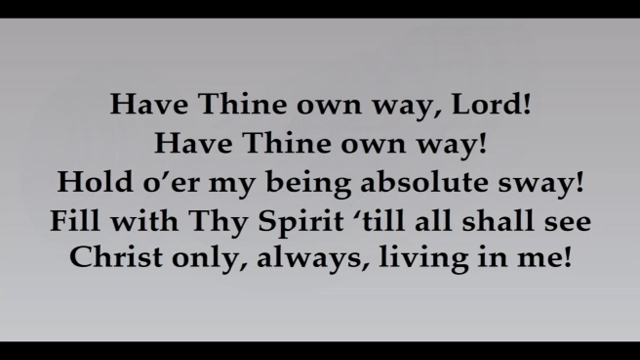 Have Thine own way, Lord!
Have Thine own way!
Hold o’er my being absolute sway!
Fill with Thy Spirit ‘till all shall see
Christ only, always, living in me!